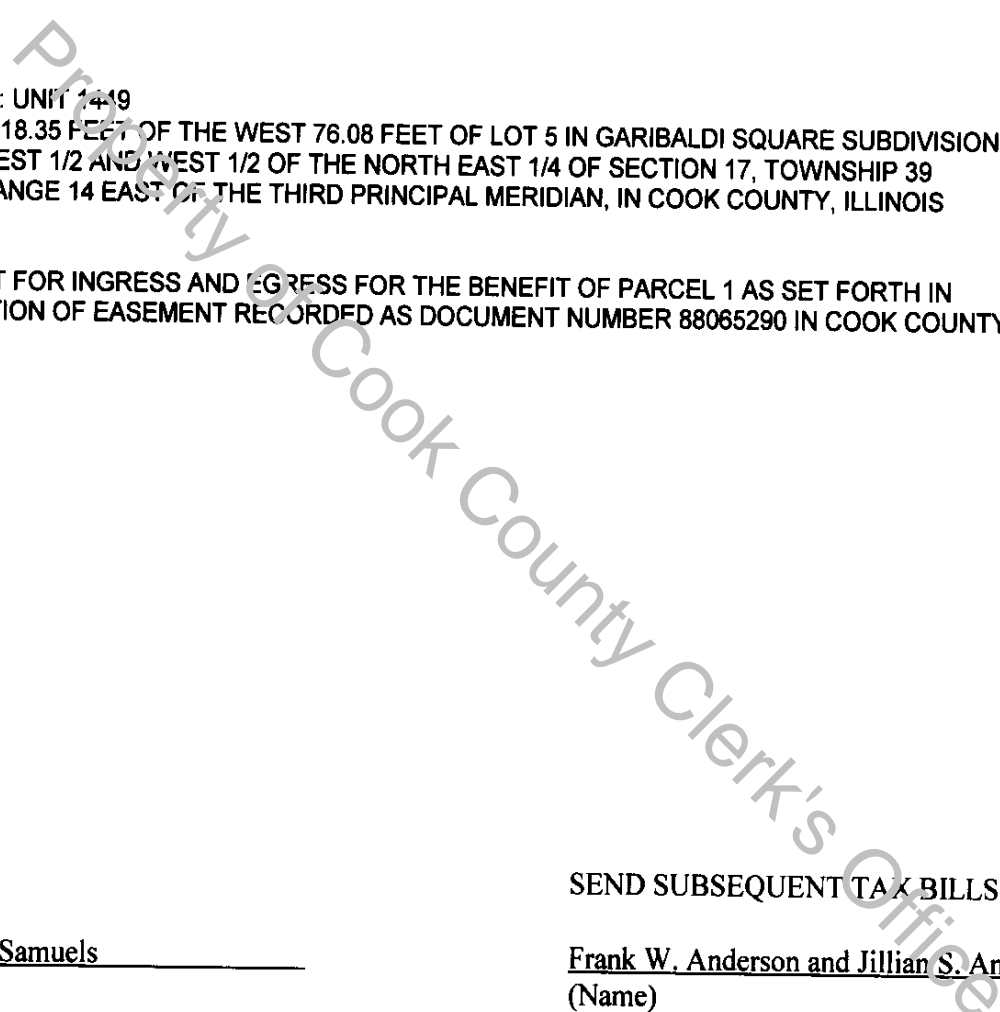 : UNIT 1449
18.35 FEET OF THE WEST 76.08 FEET OF LOT 5 IN GARIBALDI SQUARE SUBDIVISION
EST 1/2 AND WEST 1/2 OF THE NORTH EAST 1/4 OF SECTION 17, TOWNSHIP 39
ANGE 14 EAST OF THE THIRD PRINCIPAL MERIDIAN, IN COOK COUNTY, ILLINOIS
T FOR INGRESS AND EGRESS FOR THE BENEFIT OF PARCEL 1 AS SET FORTH IN
TION OF EASEMENT RECORDED AS DOCUMENT NUMBER 88065290 IN COOK COUNTY
Property of Cook County Clerk's Office
SEND SUBSEQUENT TAX BILLS
Samuels
Frank W. Anderson and Jillian S. An
(Name)